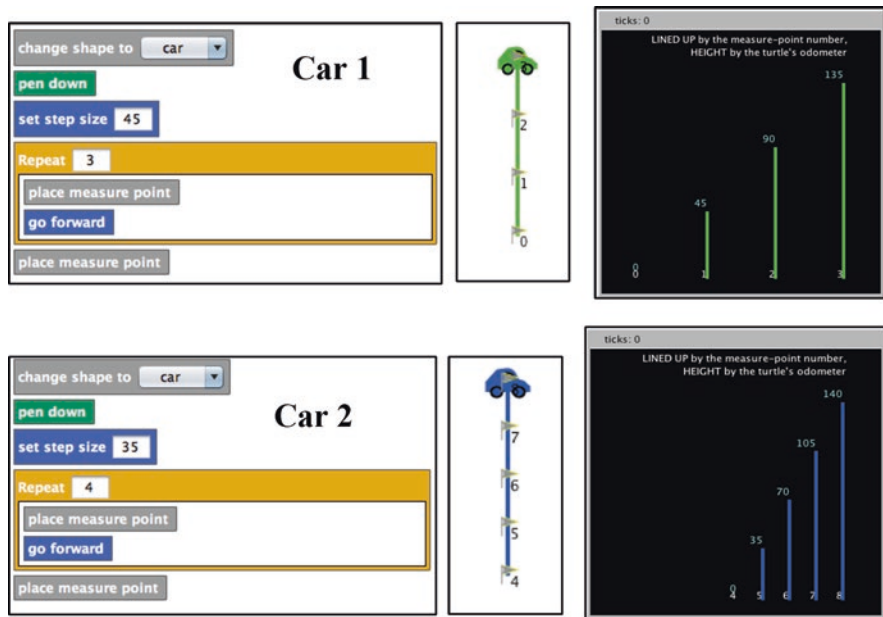 change shape to car
Car 1
pen down
set step size 45
Repeat 3
place measure point
go forward
place measure point
2
1
0
ticks: 0
LINED UP by the measure-point number,
HEIGHT by the turtle's odometer
135
90
45
0
0 1 2 3
change shape to car
Car 2
pen down
set step size 35
Repeat 4
place measure point
go forward
place measure point
7
6
5
4
ticks: 0
LINED UP by the measure-point number,
HEIGHT by the turtle's odometer
140
105
70
35
0
4 5 6 7 8